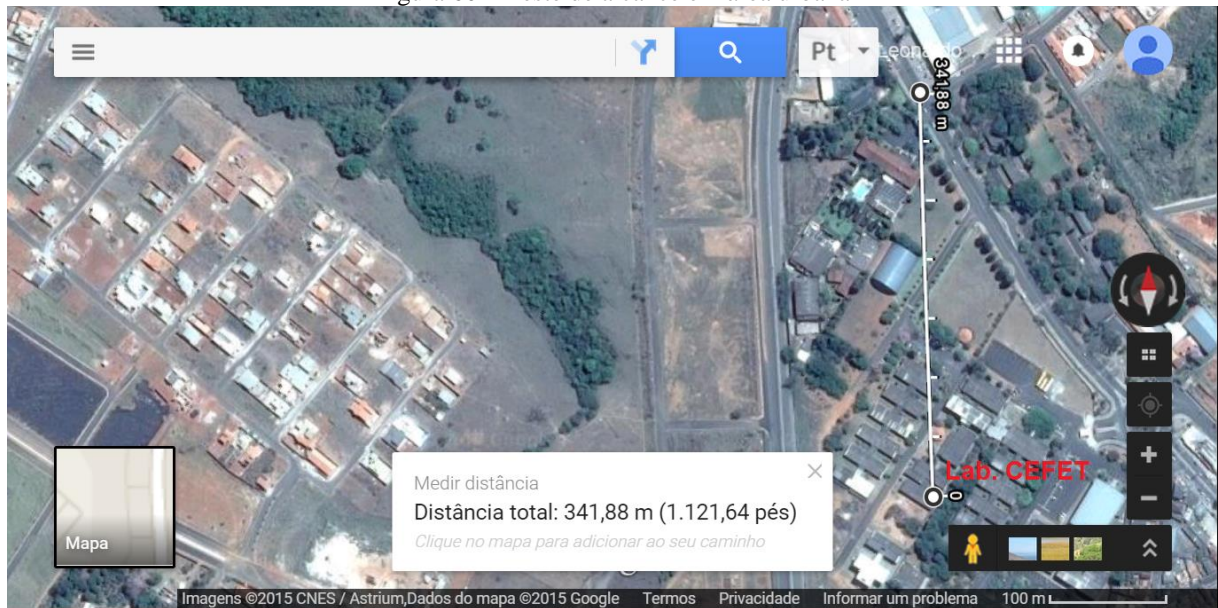 Pt
Leonardo
341,88 m
Lab. CEFET
0
Medir distância
Distância total: 341,88 m (1.121,64 pés)
Clique no mapa para adicionar ao seu caminho
Mapa
Imagens ©2015 CNES / Astrium,Dados do mapa ©2015 Google Termos Privacidade Informar um problema 100 m